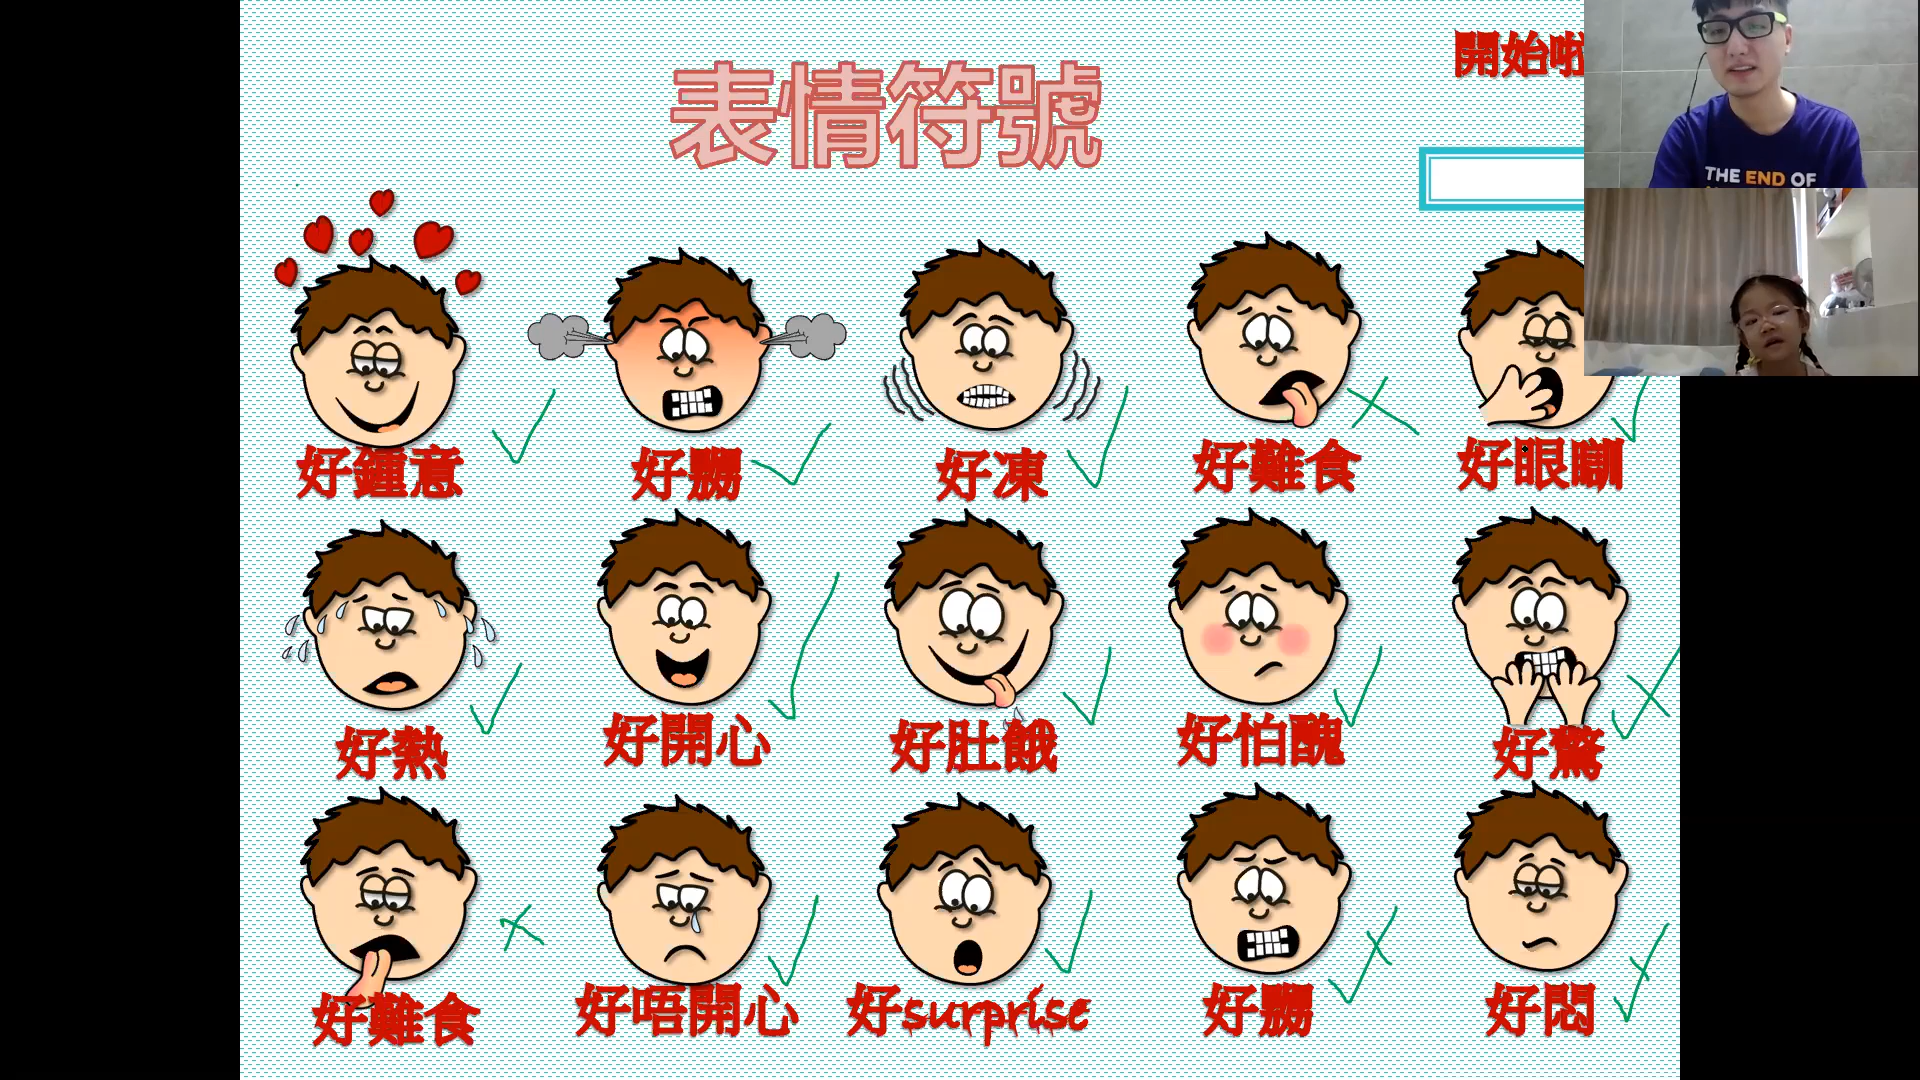 表情符號
開始啦
THE END OF
好鍾意
好嬲
好凍
好難食
好眼瞓
好熱
好開心
好肚餓
好怕醜
好驚
好難食
好唔開心
好surprise
好嬲
好悶